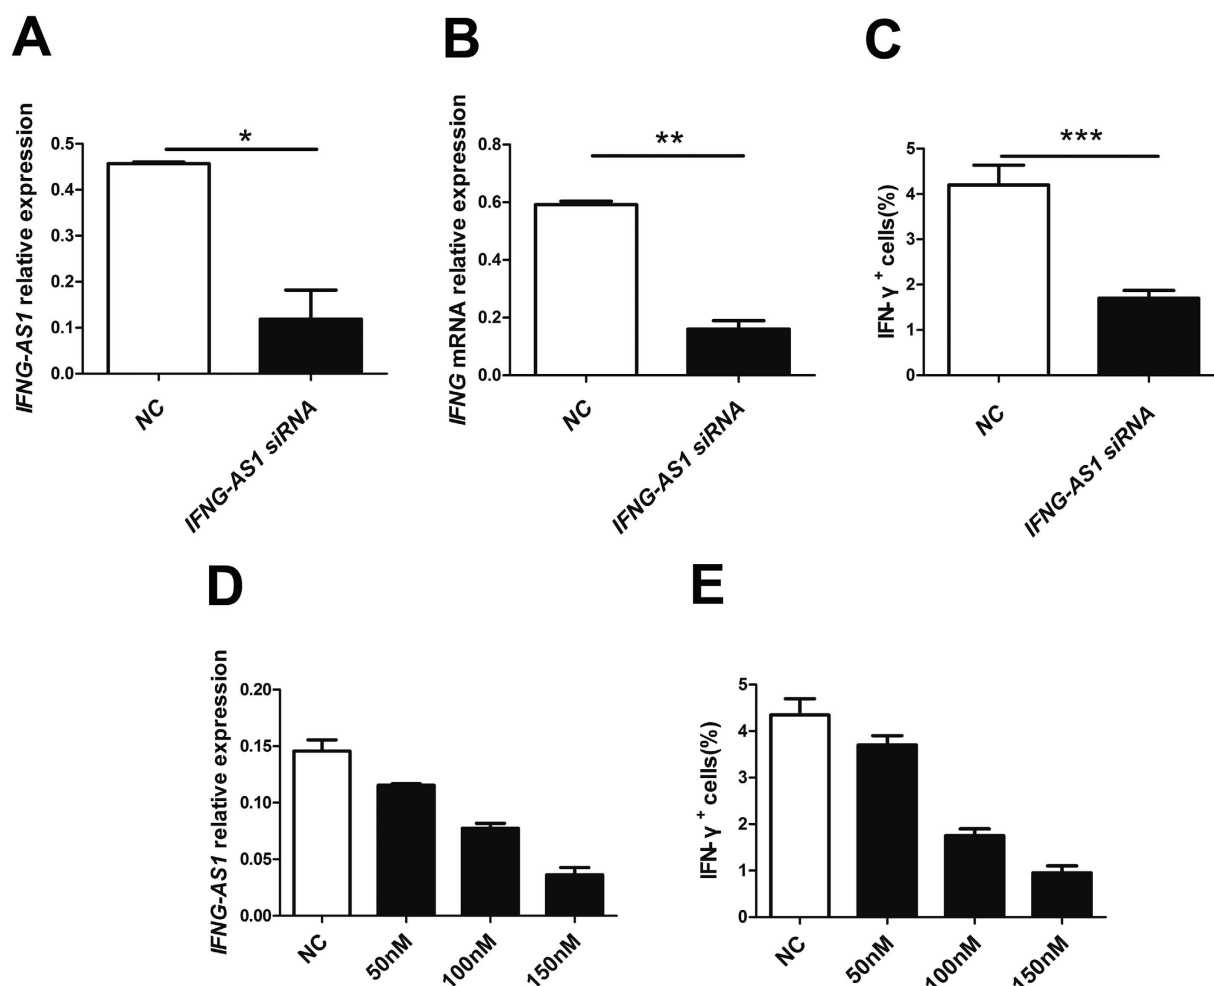 A
B
C
IFNG-AS1 relative expression
0.5
0.4
0.3
0.2
0.1
0.0
*
NC
IFNG-AS1 siRNA
IFNG mRNA relative expression
0.8
0.6
0.4
0.2
0.0
**
NC
IFNG-AS1 siRNA
IFN-γ + cells(%)
5
4
3
2
1
0
***
NC
IFNG-AS1 siRNA
D
E
IFNG-AS1 relative expression
0.20
0.15
0.10
0.05
0.00
NC
50nM
100nM
150nM
IFN-γ + cells(%)
5
4
3
2
1
0
NC
50nM
100nM
150nM